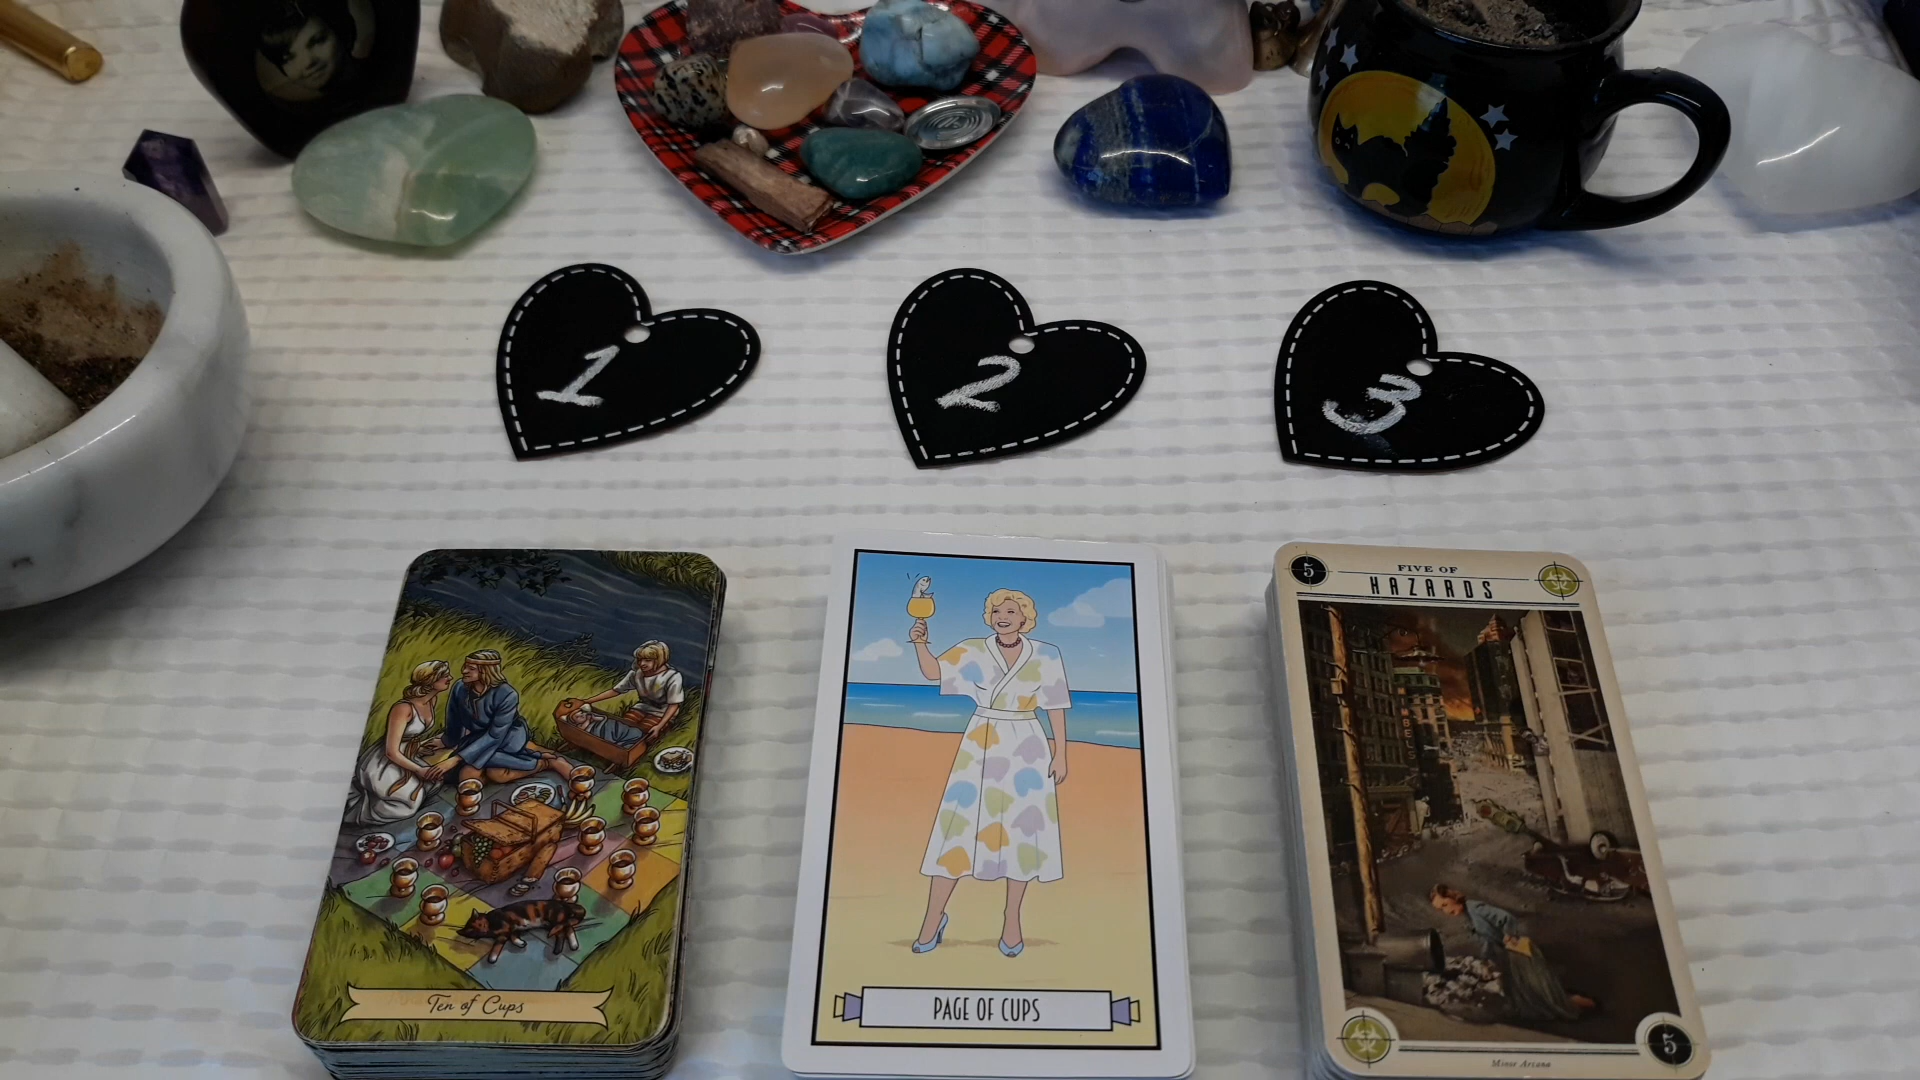 1
2
3
Ten of Cups
PAGE OF CUPS
5
FIVE OF
HAZARDS
5
Minor Arcana